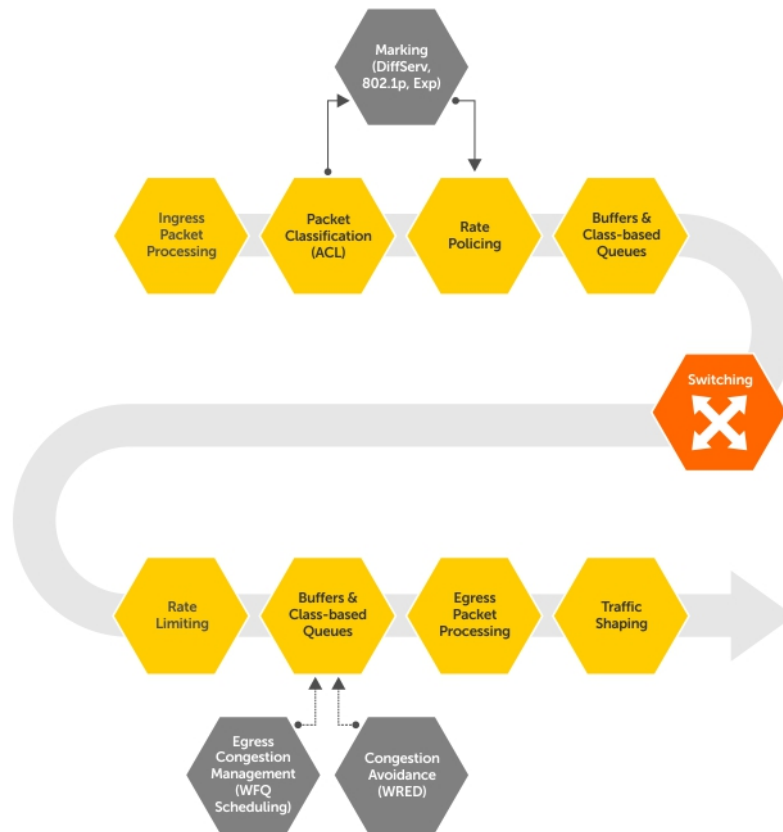 Marking
(DiffServ,
802.1p, Exp)
Ingress
Packet
Processing
Packet
Classification
(ACL)
Rate
Policing
Buffers &
Class-based
Queues
Switching
Rate
Limiting
Buffers &
Class-based
Queues
Egress
Packet
Processing
Traffic
Shaping
Egress
Congestion
Management
(WFQ
Scheduling)
Congestion
Avoidance
(WRED)